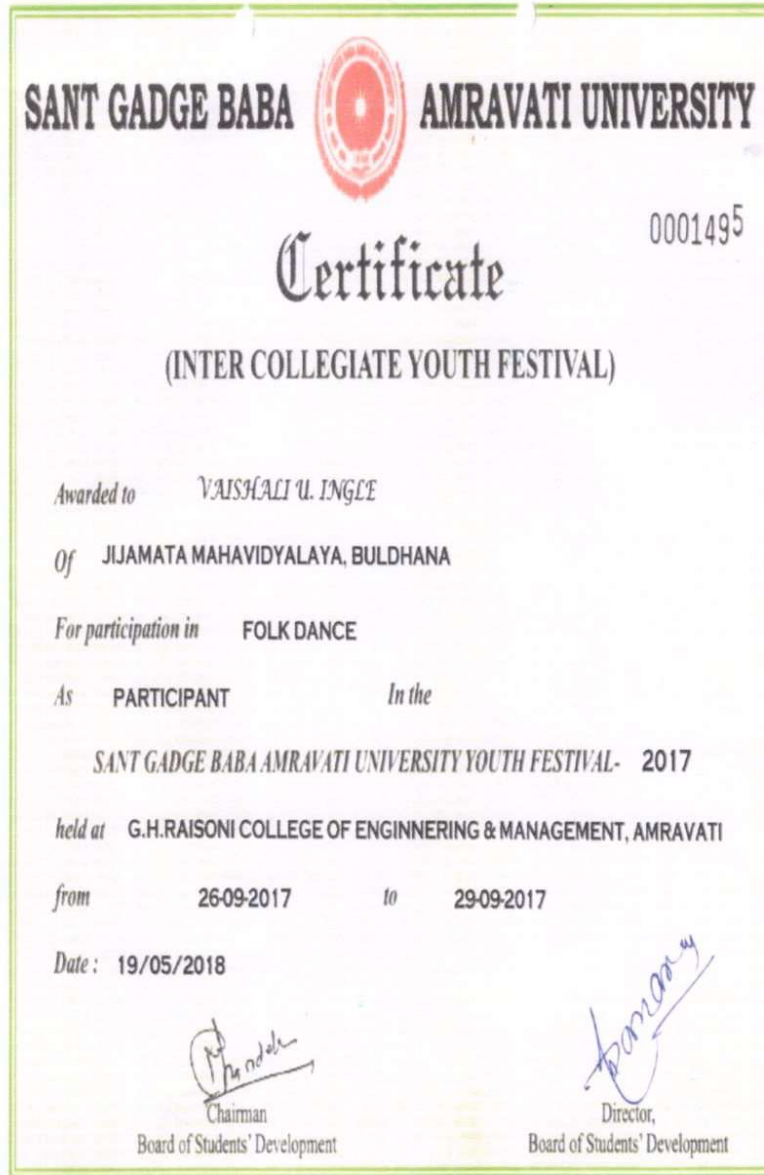 SANT GADGE BABA AMRAVATI UNIVERSITY
0001495
Certificate
(INTER COLLEGIATE YOUTH FESTIVAL)
Awarded to VAISHALI U. INGLE
Of JIJAMATA MAHAVIDYALAYA, BULDHANA
For participation in FOLK DANCE
As PARTICIPANT In the
SANT GADGE BABA AMRAVATI UNIVERSITY YOUTH FESTIVAL- 2017
held at G.H.RAISONI COLLEGE OF ENGINNERING & MANAGEMENT, AMRAVATI
from 26-09-2017 to 29-09-2017
Date : 19/05/2018
Chairman
Board of Students' Development
Director,
Board of Students' Development